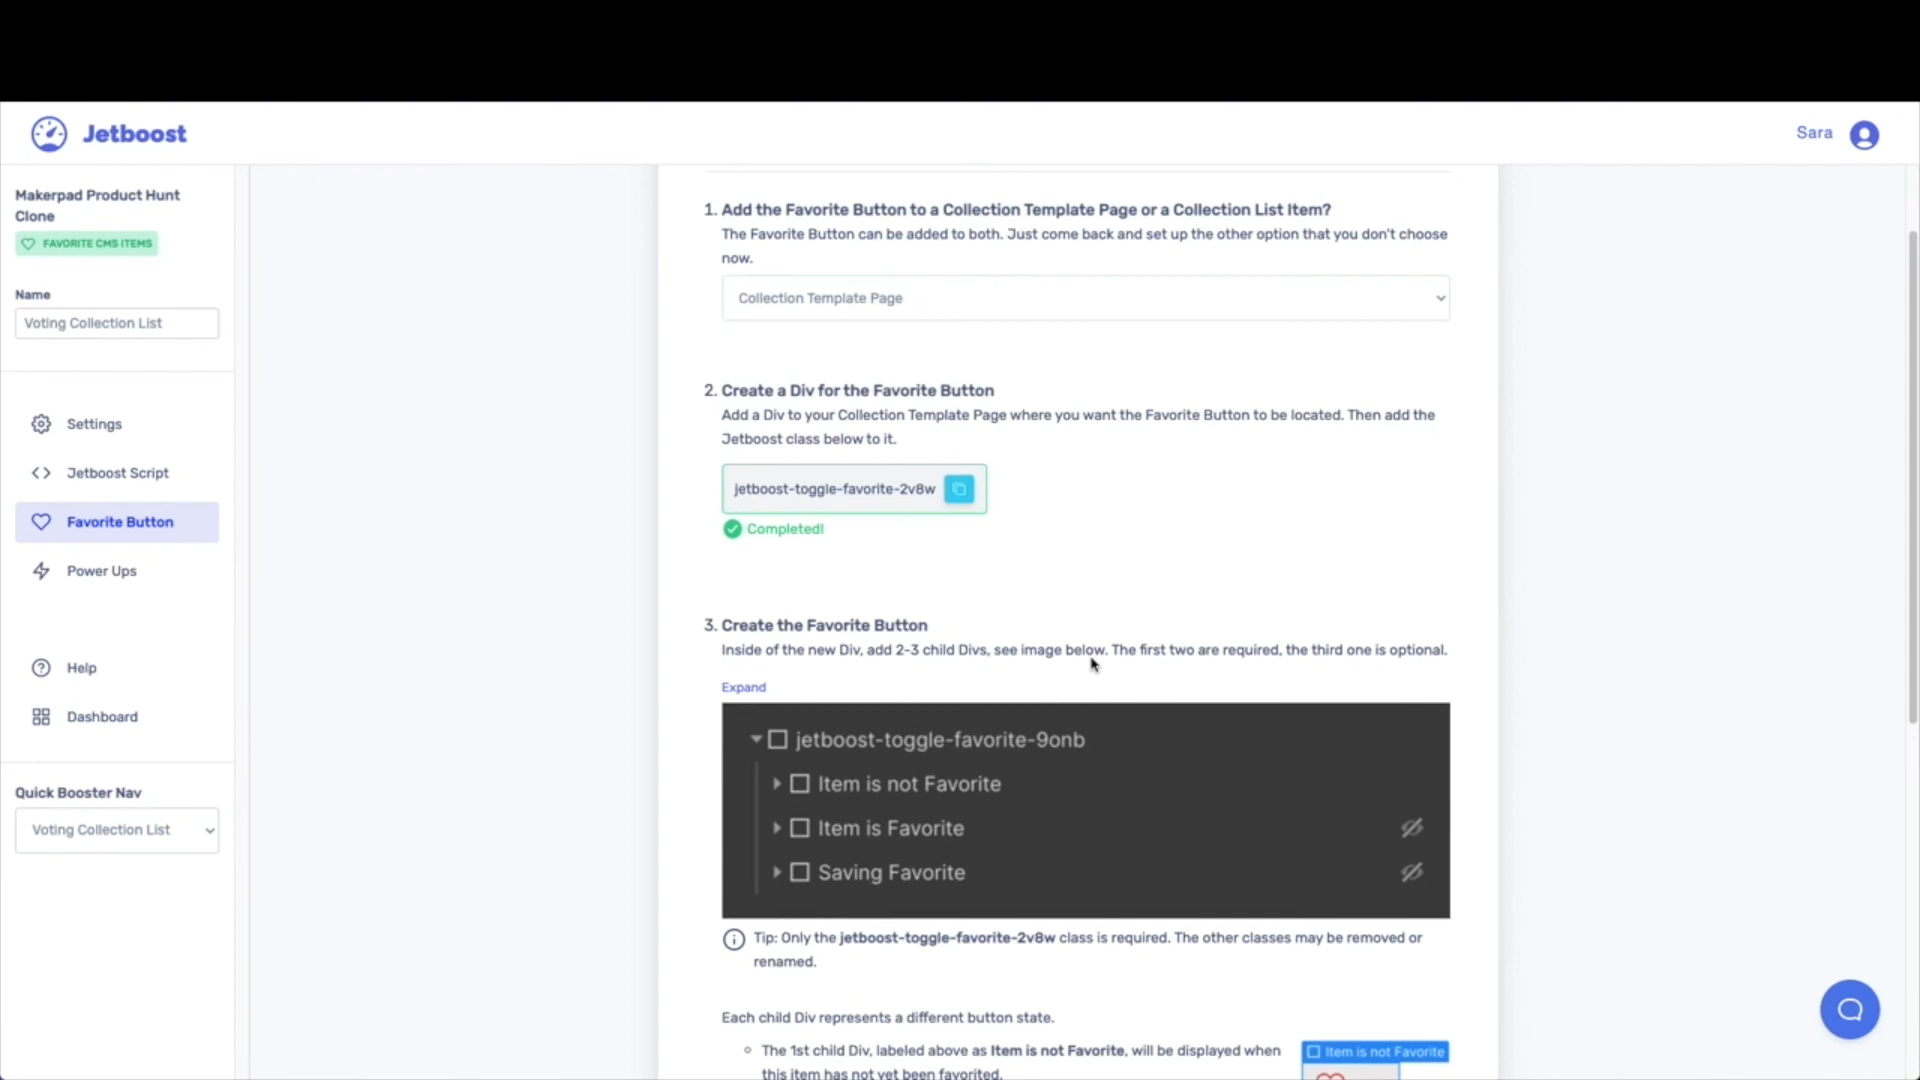 Jetboost
Sara
Makerpad Product Hunt
Clone
FAVORITE CMS ITEMS
Name
Voting Collection List
Settings
Jetboost Script
Favorite Button
Power Ups
Help
Dashboard
Quick Booster Nav
Voting Collection List
1. Add the Favorite Button to a Collection Template Page or a Collection List Item?
The Favorite Button can be added to both. Just come back and set up the other option that you don't choose
now.
Collection Template Page
2. Create a Div for the Favorite Button
Add a Div to your Collection Template Page where you want the Favorite Button to be located. Then add the
Jetboost class below to it.
jetboost-toggle-favorite-2v8w
Completed!
3. Create the Favorite Button
Inside of the new Div, add 2-3 child Divs, see image below. The first two are required, the third one is optional.
Expand
jetboost-toggle-favorite-9onb
Item is not Favorite
Item is Favorite
Saving Favorite
Tip: Only the jetboost-toggle-favorite-2v8w class is required. The other classes may be removed or
renamed.
Each child Div represents a different button state.
The 1st child Div, labeled above as Item is not Favorite, will be displayed when
this item has not yet been favorited.
Item is not Favorite